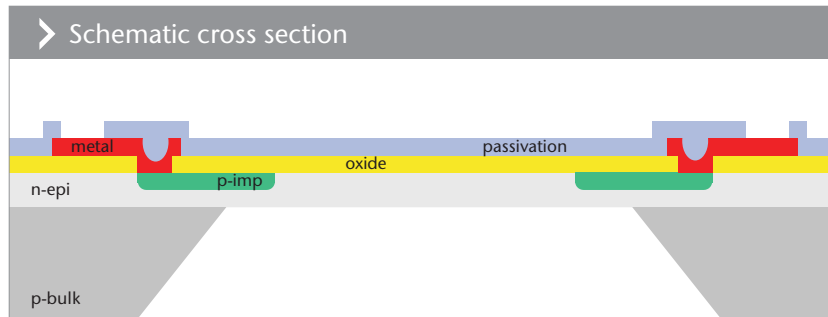 Schematic cross section
metal
passivation
oxide
p-imp
n-epi
p-bulk